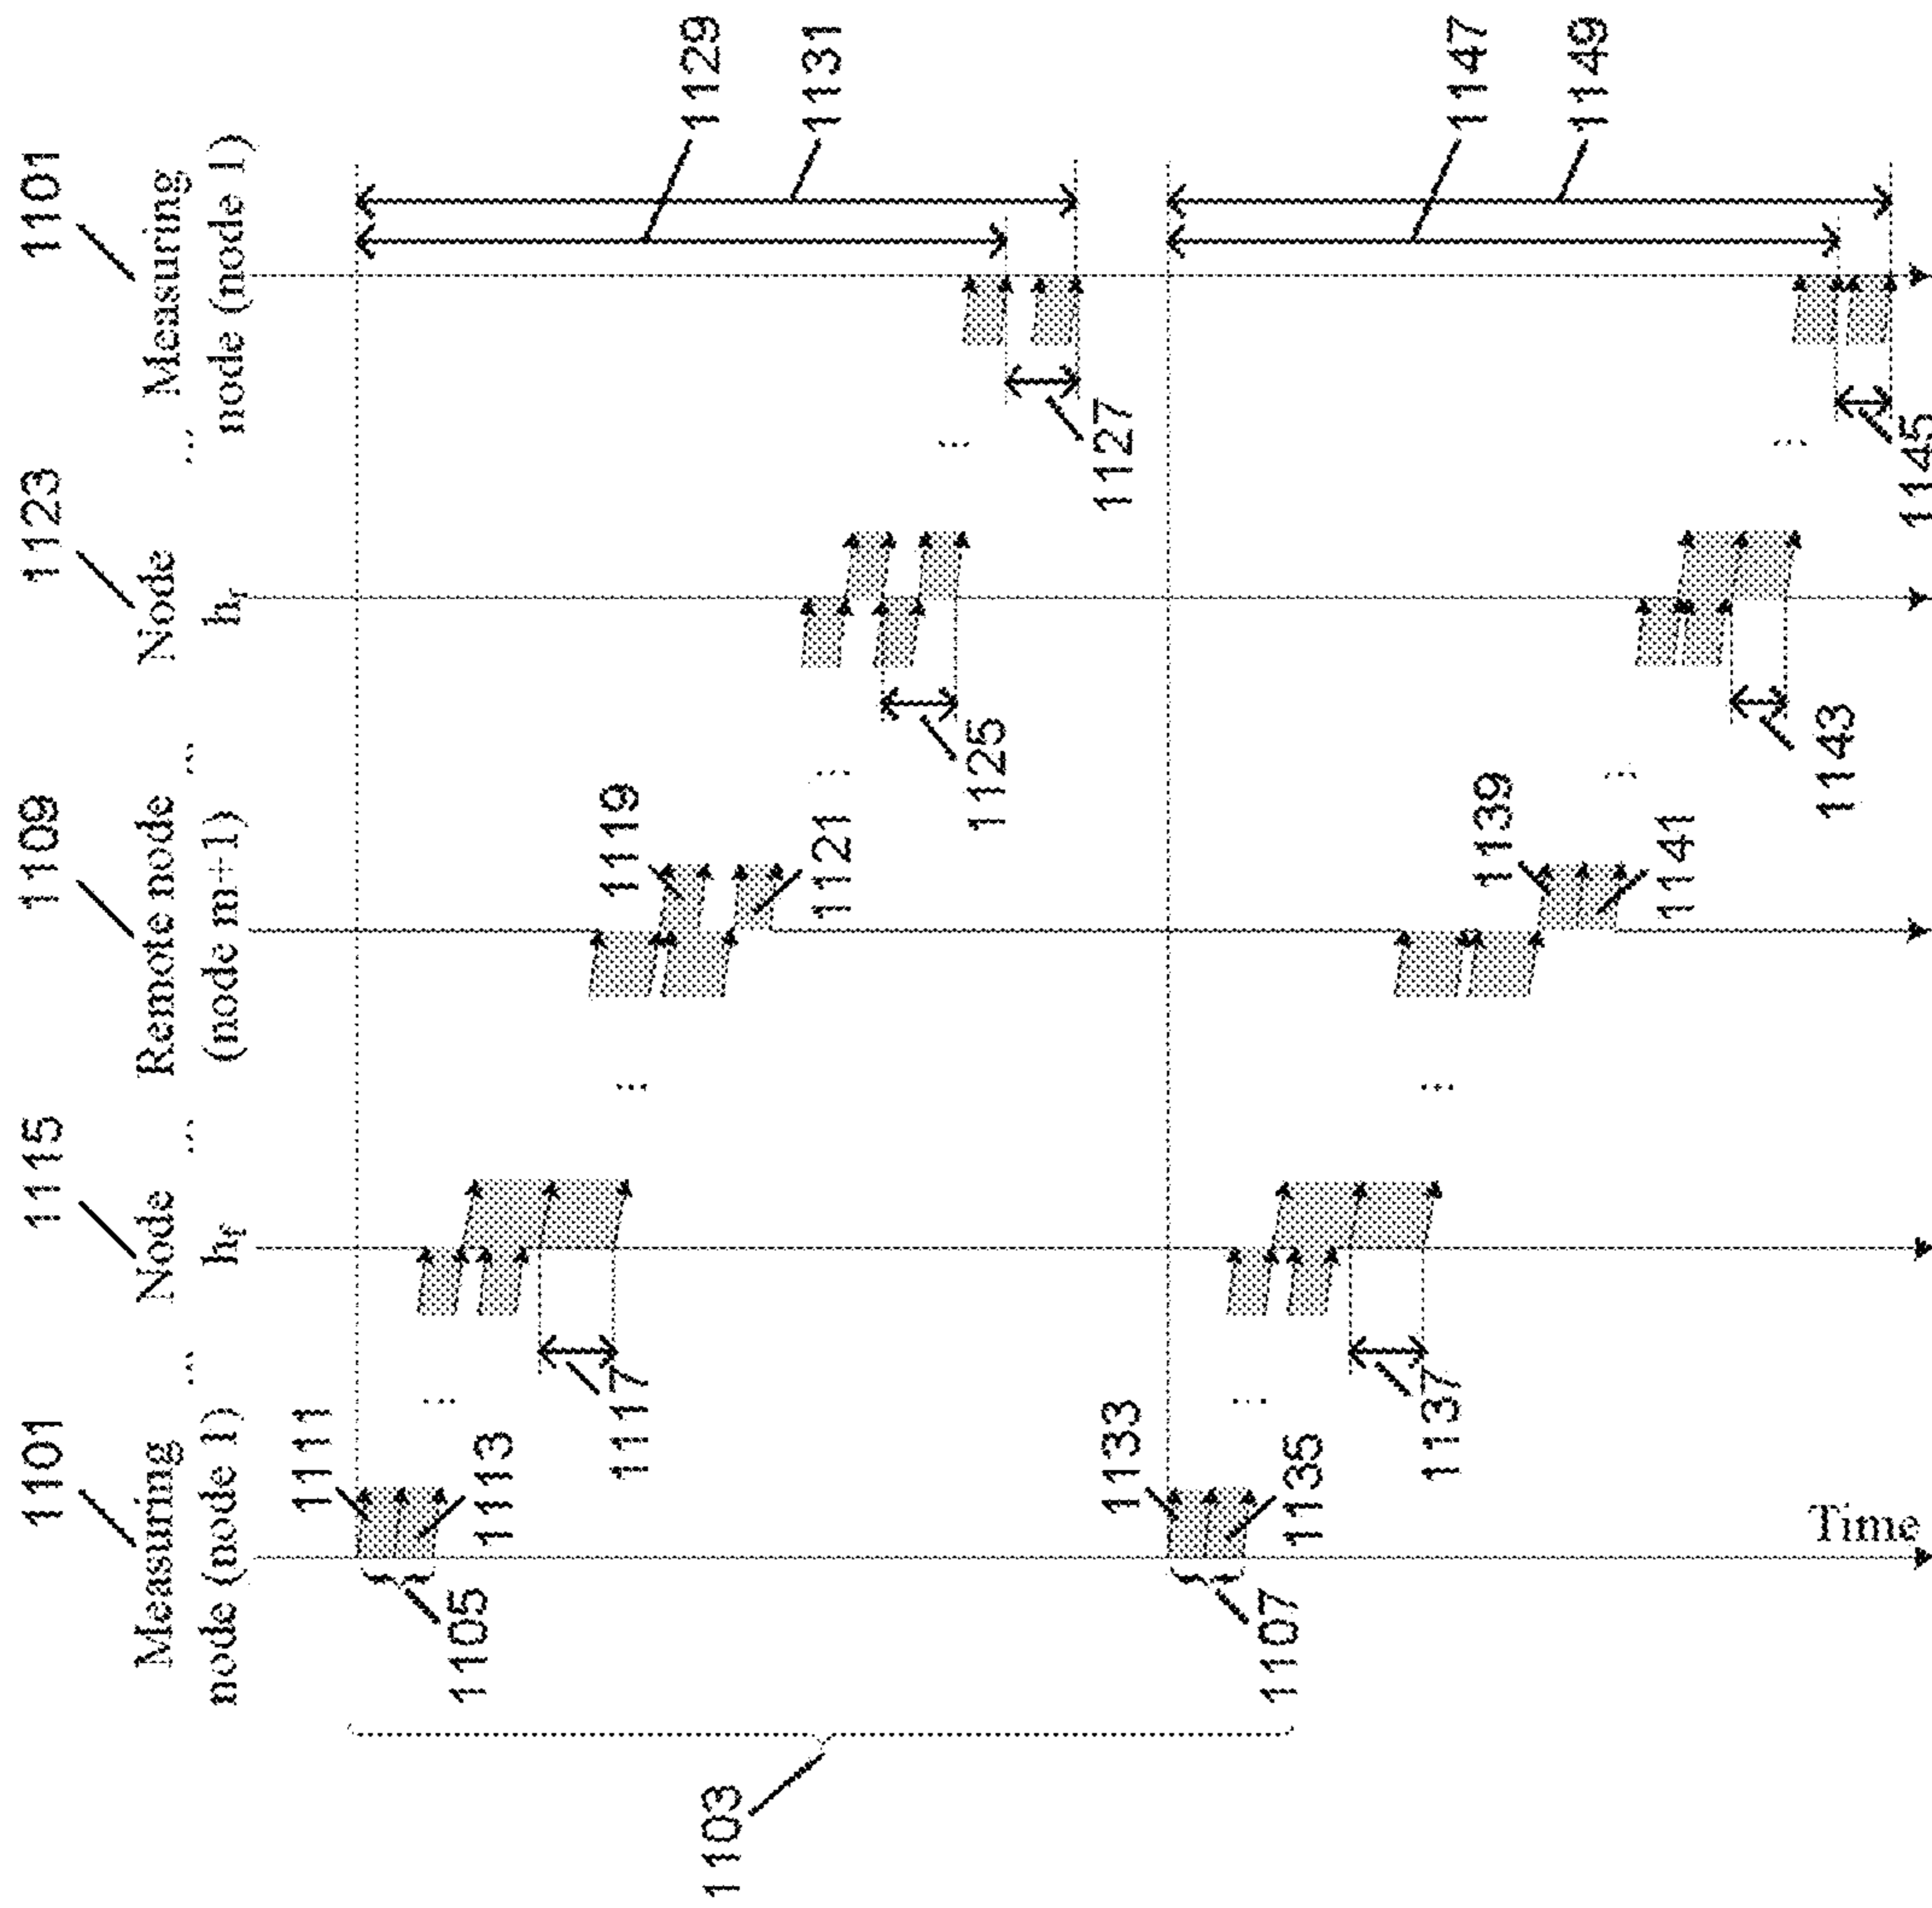 1101
1115
1109
1123
1101
Measuring
node (node 1)
...
Node
hf
...
Remote node
(node m+1)
...
Node
hr
...
Measuring
node (node 1)
1103
1105
1111
1113
1117
1119
1121
1125
1127
1129
1131
1107
1133
1135
1137
1139
1141
1143
1145
1147
1149
Time